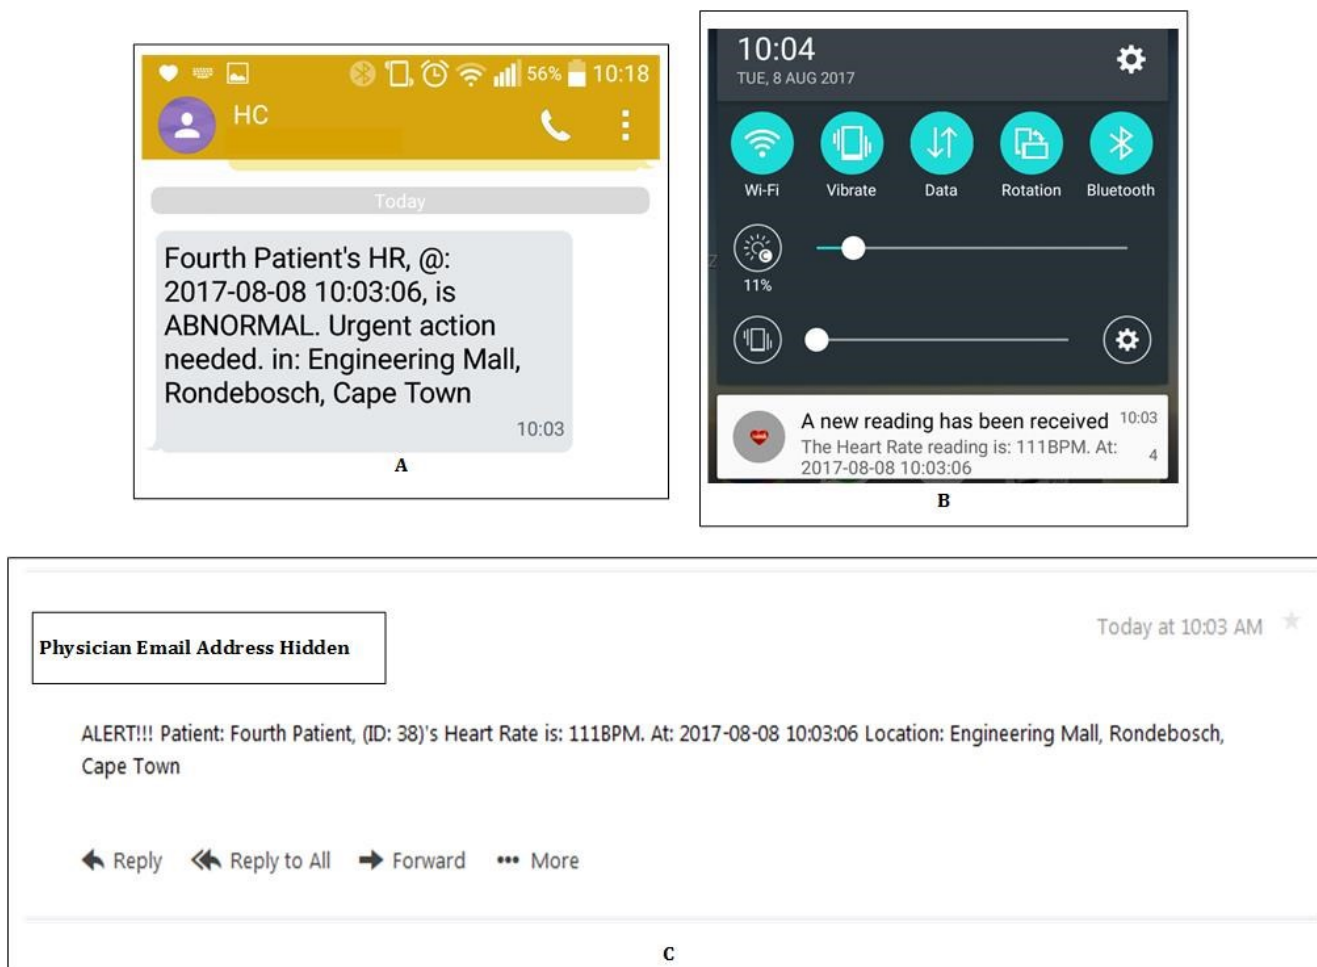 56% 10:18
HC
Today
Fourth Patient's HR, @:
2017-08-08 10:03:06, is
ABNORMAL. Urgent action
needed. in: Engineering Mall,
Rondebosch, Cape Town
10:03
A
10:04
TUE, 8 AUG 2017
Wi-Fi Vibrate Data Rotation Bluetooth
11%
A new reading has been received 10:03
The Heart Rate reading is: 111BPM. At: 4
2017-08-08 10:03:06
B
Physician Email Address Hidden
Today at 10:03 AM
ALERT!!! Patient: Fourth Patient, (ID: 38)'s Heart Rate is: 111BPM. At: 2017-08-08 10:03:06 Location: Engineering Mall, Rondebosch,
Cape Town
Reply Reply to All Forward More
C